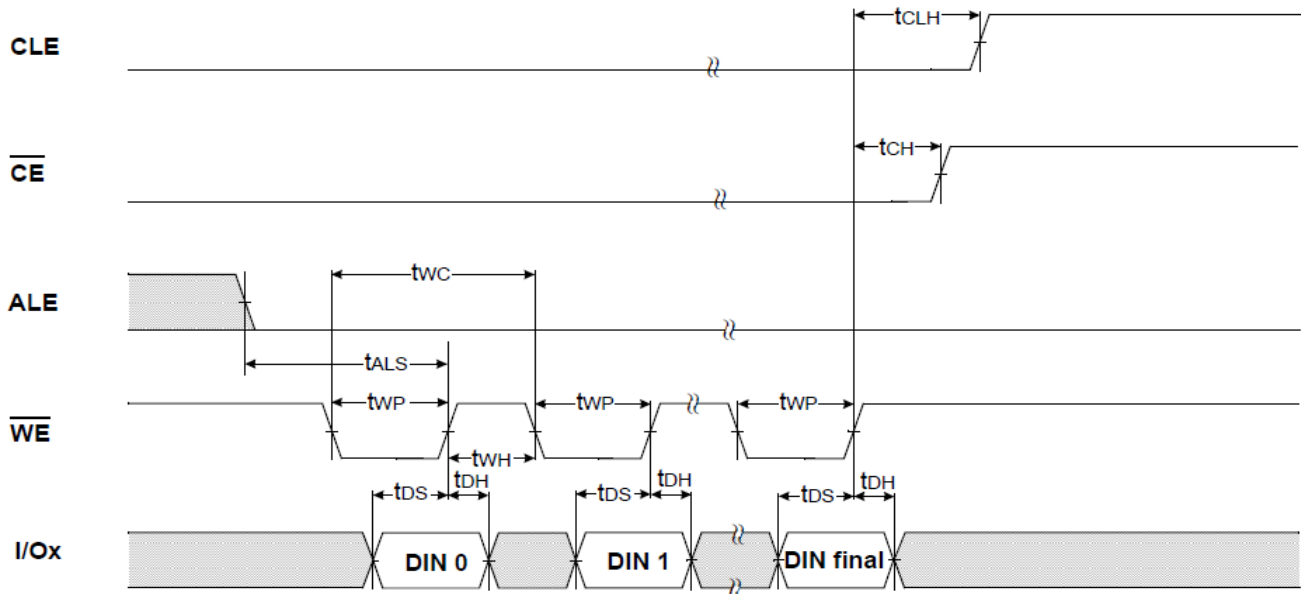 CLE
tCLH
CE
tCH
ALE
tWC
tALS
WE
tWP
tWP
tWP
tWH
I/Ox
tDS
tDH
tDS
tDH
tDS
tDH
DIN 0
DIN 1
DIN final